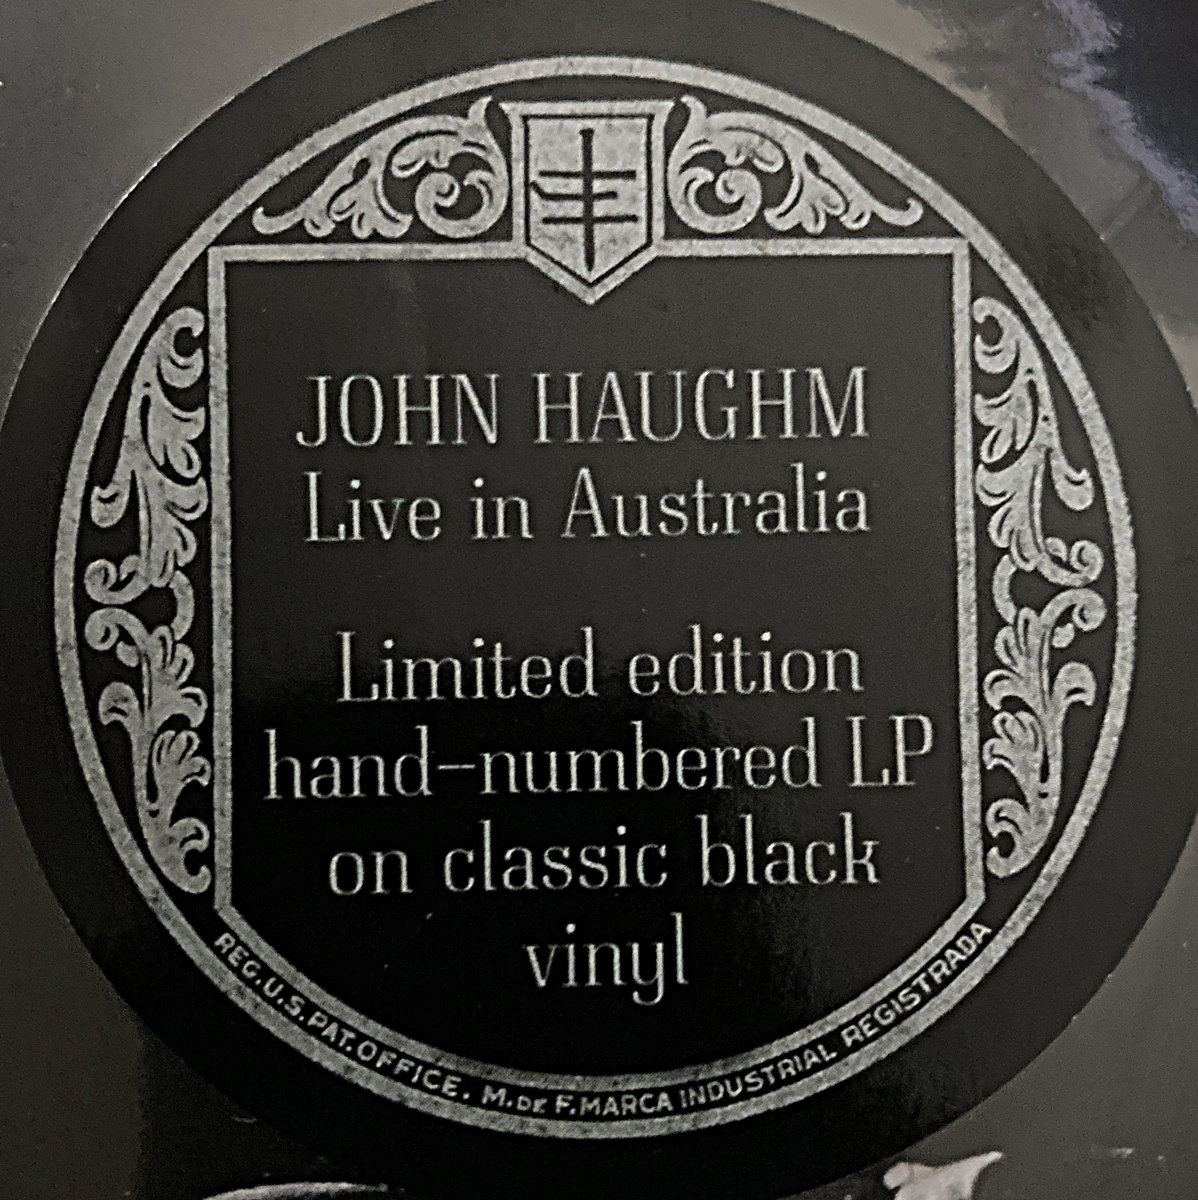 JOHN HAUGHM
Live in Australia
Limited edition
hand-numbered LP
on classic black
vinyl
REG.U.S.PAT.OFFICE. M.DE F.MARCA INDUSTRIAL REGISTRADA